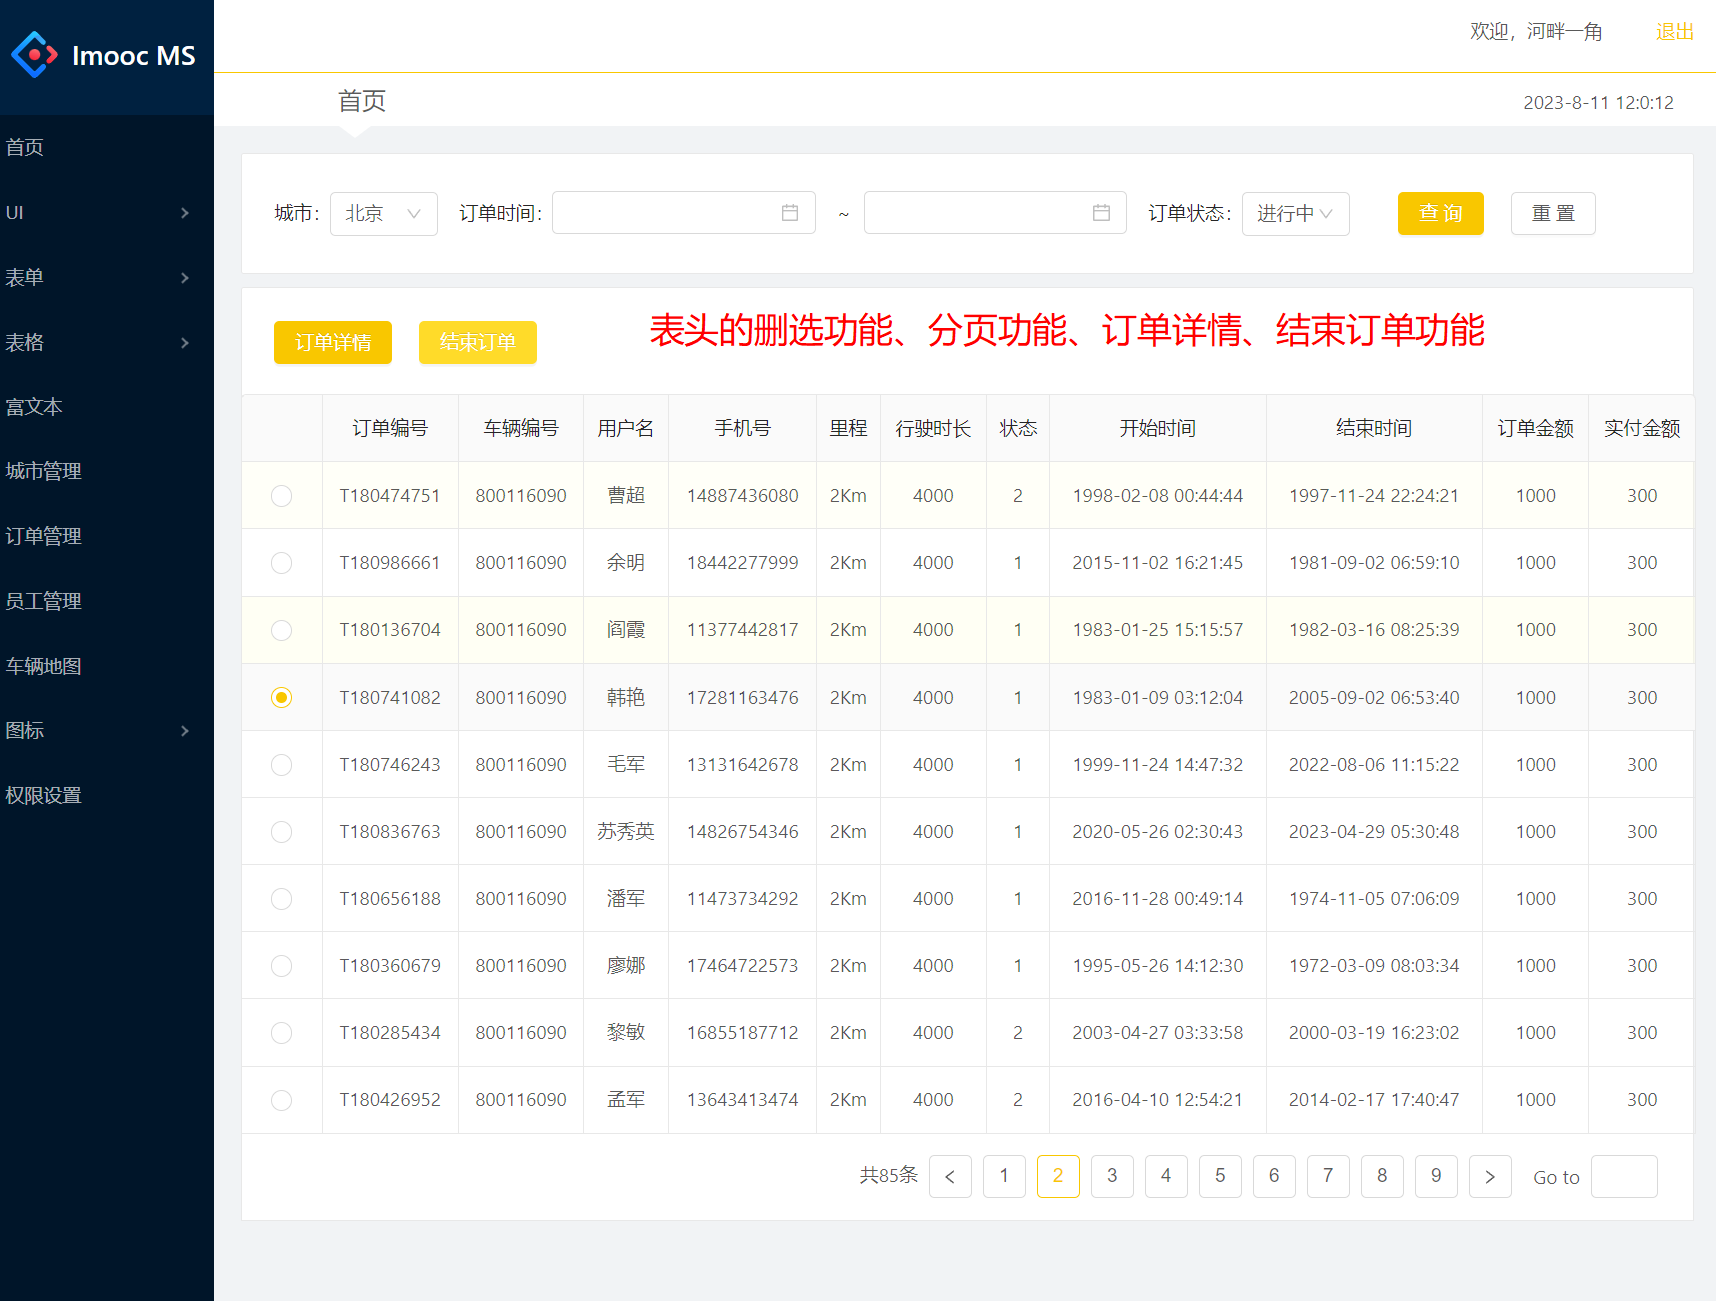 Imooc MS
欢迎，河畔一角 退出
首页
2023-8-11 12:0:12
首页
UI
表单
表格
富文本
城市管理
订单管理
员工管理
车辆地图
图标
权限设置
城市: 北京 订单时间: ~ 订单状态: 进行中 查 询 重 置
表头的删选功能、分页功能、订单详情、结束订单功能
订单详情 结束订单
订单编号 车辆编号 用户名 手机号 里程 行驶时长 状态 开始时间 结束时间 订单金额 实付金额
T180474751 800116090 曹超 14887436080 2Km 4000 2 1998-02-08 00:44:44 1997-11-24 22:24:21 1000 300
T180986661 800116090 余明 18442277999 2Km 4000 1 2015-11-02 16:21:45 1981-09-02 06:59:10 1000 300
T180136704 800116090 阎霞 11377442817 2Km 4000 1 1983-01-25 15:15:57 1982-03-16 08:25:39 1000 300
T180741082 800116090 韩艳 17281163476 2Km 4000 1 1983-01-09 03:12:04 2005-09-02 06:53:40 1000 300
T180746243 800116090 毛军 13131642678 2Km 4000 1 1999-11-24 14:47:32 2022-08-06 11:15:22 1000 300
T180836763 800116090 苏秀英 14826754346 2Km 4000 1 2020-05-26 02:30:43 2023-04-29 05:30:48 1000 300
T180656188 800116090 潘军 11473734292 2Km 4000 1 2016-11-28 00:49:14 1974-11-05 07:06:09 1000 300
T180360679 800116090 廖娜 17464722573 2Km 4000 1 1995-05-26 14:12:30 1972-03-09 08:03:34 1000 300
T180285434 800116090 黎敏 16855187712 2Km 4000 2 2003-04-27 03:33:58 2000-03-19 16:23:02 1000 300
T180426952 800116090 孟军 13643413474 2Km 4000 2 2016-04-10 12:54:21 2014-02-17 17:40:47 1000 300
共85条 < 1 2 3 4 5 6 7 8 9 > Go to